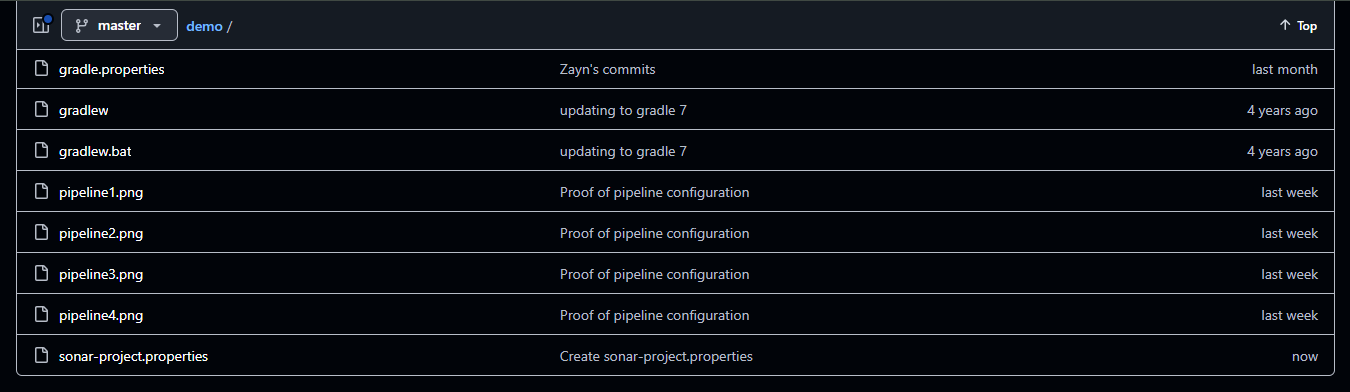 master demo / Top
gradle.properties Zayn's commits last month
gradlew updating to gradle 7 4 years ago
gradlew.bat updating to gradle 7 4 years ago
pipeline1.png Proof of pipeline configuration last week
pipeline2.png Proof of pipeline configuration last week
pipeline3.png Proof of pipeline configuration last week
pipeline4.png Proof of pipeline configuration last week
sonar-project.properties Create sonar-project.properties now